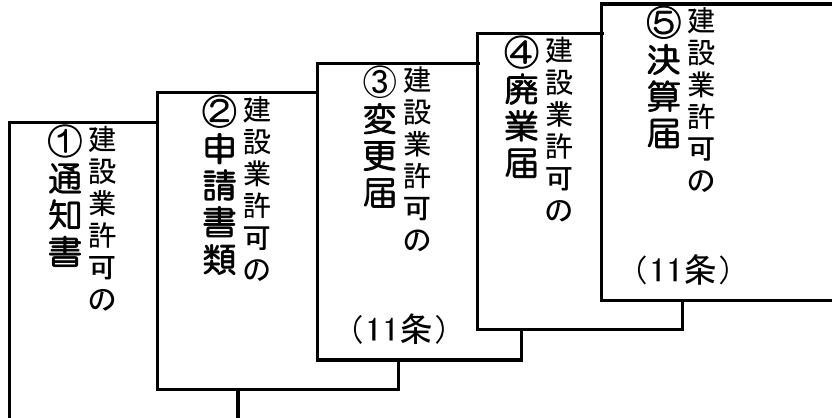 建設業許可の
①通知書
建設業許可の
②申請書類
建設業許可の
③変更届
（11条）
建設業許可の
④廃業届
建設業許可の
⑤決算届
（11条）